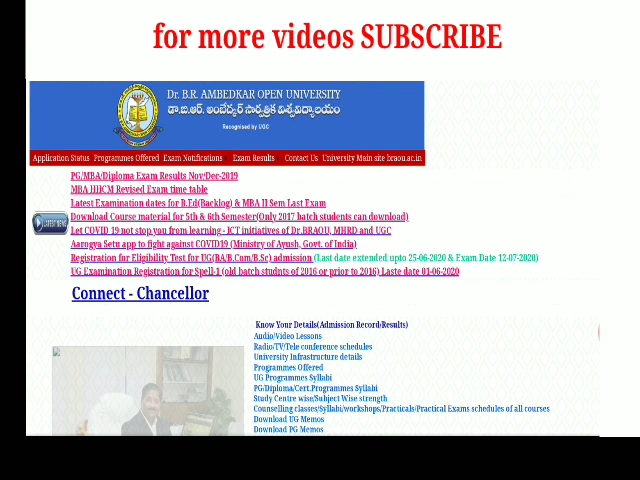 for more videos SUBSCRIBE
Dr. B.R. AMBEDKAR OPEN UNIVERSITY
డా.బి.ఆర్. అంబేద్కర్ సార్వత్రిక విశ్వవిద్యాలయం
Recognised by UGC
Application Status Programmes Offered Exam Notifications Exam Results Contact Us University Main site braou.ac.in
PG/MBA/Diploma Exam Results Nov/Dec-2019
MBA HHCM Revised Exam time table
Latest Examination dates for B.Ed(Backlog) & MBA II Sem Last Exam
LATEST NEWS Download Course material for 5th & 6th Semester(Only 2017 batch students can download)
Let COVID 19 not stop you from learning - ICT initiatives of Dr.BRAOU, MHRD and UGC
Aarogya Setu app to fight against COVID19 (Ministry of Ayush, Govt. of India)
Registration for Eligibility Test for UG(BA/B.Com/B.Sc) admission (Last date extended upto 25-06-2020 & Exam Date 12-07-2020)
UG Examination Registration for Spell-1 (old batch studnts of 2016 or prior to 2016) Laste date 01-06-2020
Connect - Chancellor
Know Your Details(Admission Record/Results)
Audio/Video Lessons
Radio/TV/Tele conference schedules
University Infrastructure details
Programmes Offered
UG Programmes Syllabi
PG/Diploma/Cert.Programmes Syllabi
Study Centre wise/Subject Wise strength
Counselling classes/Syllabi/workshops/Practicals/Practical Exams schedules of all courses
Download UG Memos
Download PG Memos